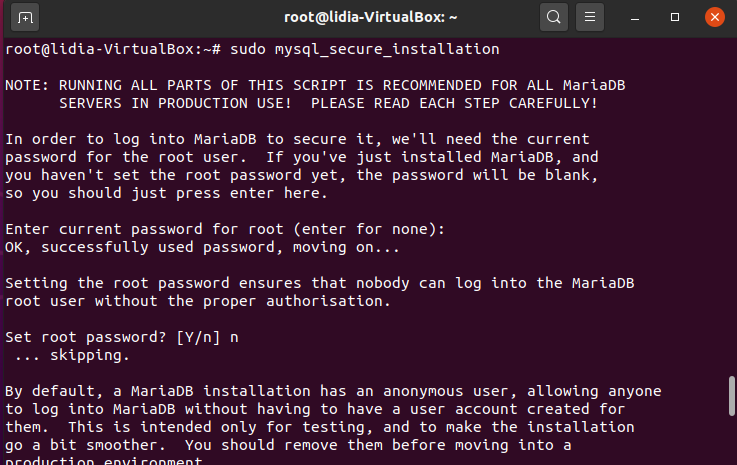 root@lidia-VirtualBox: ~
root@lidia-VirtualBox:~# sudo mysql_secure_installation
NOTE: RUNNING ALL PARTS OF THIS SCRIPT IS RECOMMENDED FOR ALL MariaDB
SERVERS IN PRODUCTION USE!  PLEASE READ EACH STEP CAREFULLY!
In order to log into MariaDB to secure it, we'll need the current
password for the root user.  If you've just installed MariaDB, and
you haven't set the root password yet, the password will be blank,
so you should just press enter here.
Enter current password for root (enter for none):
OK, successfully used password, moving on...
Setting the root password ensures that nobody can log into the MariaDB
root user without the proper authorisation.
Set root password? [Y/n] n
... skipping.
By default, a MariaDB installation has an anonymous user, allowing anyone
to log into MariaDB without having to have a user account created for
them.  This is intended only for testing, and to make the installation
go a bit smoother.  You should remove them before moving into a
production environment.